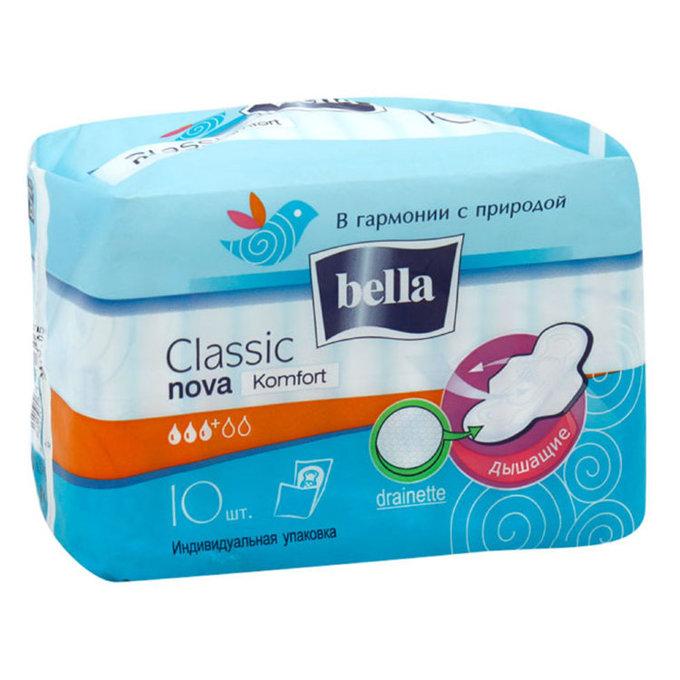 В гармонии с природой
bella
Classic
nova Komfort
дышащие
drainette
10 шт.
Индивидуальная упаковка